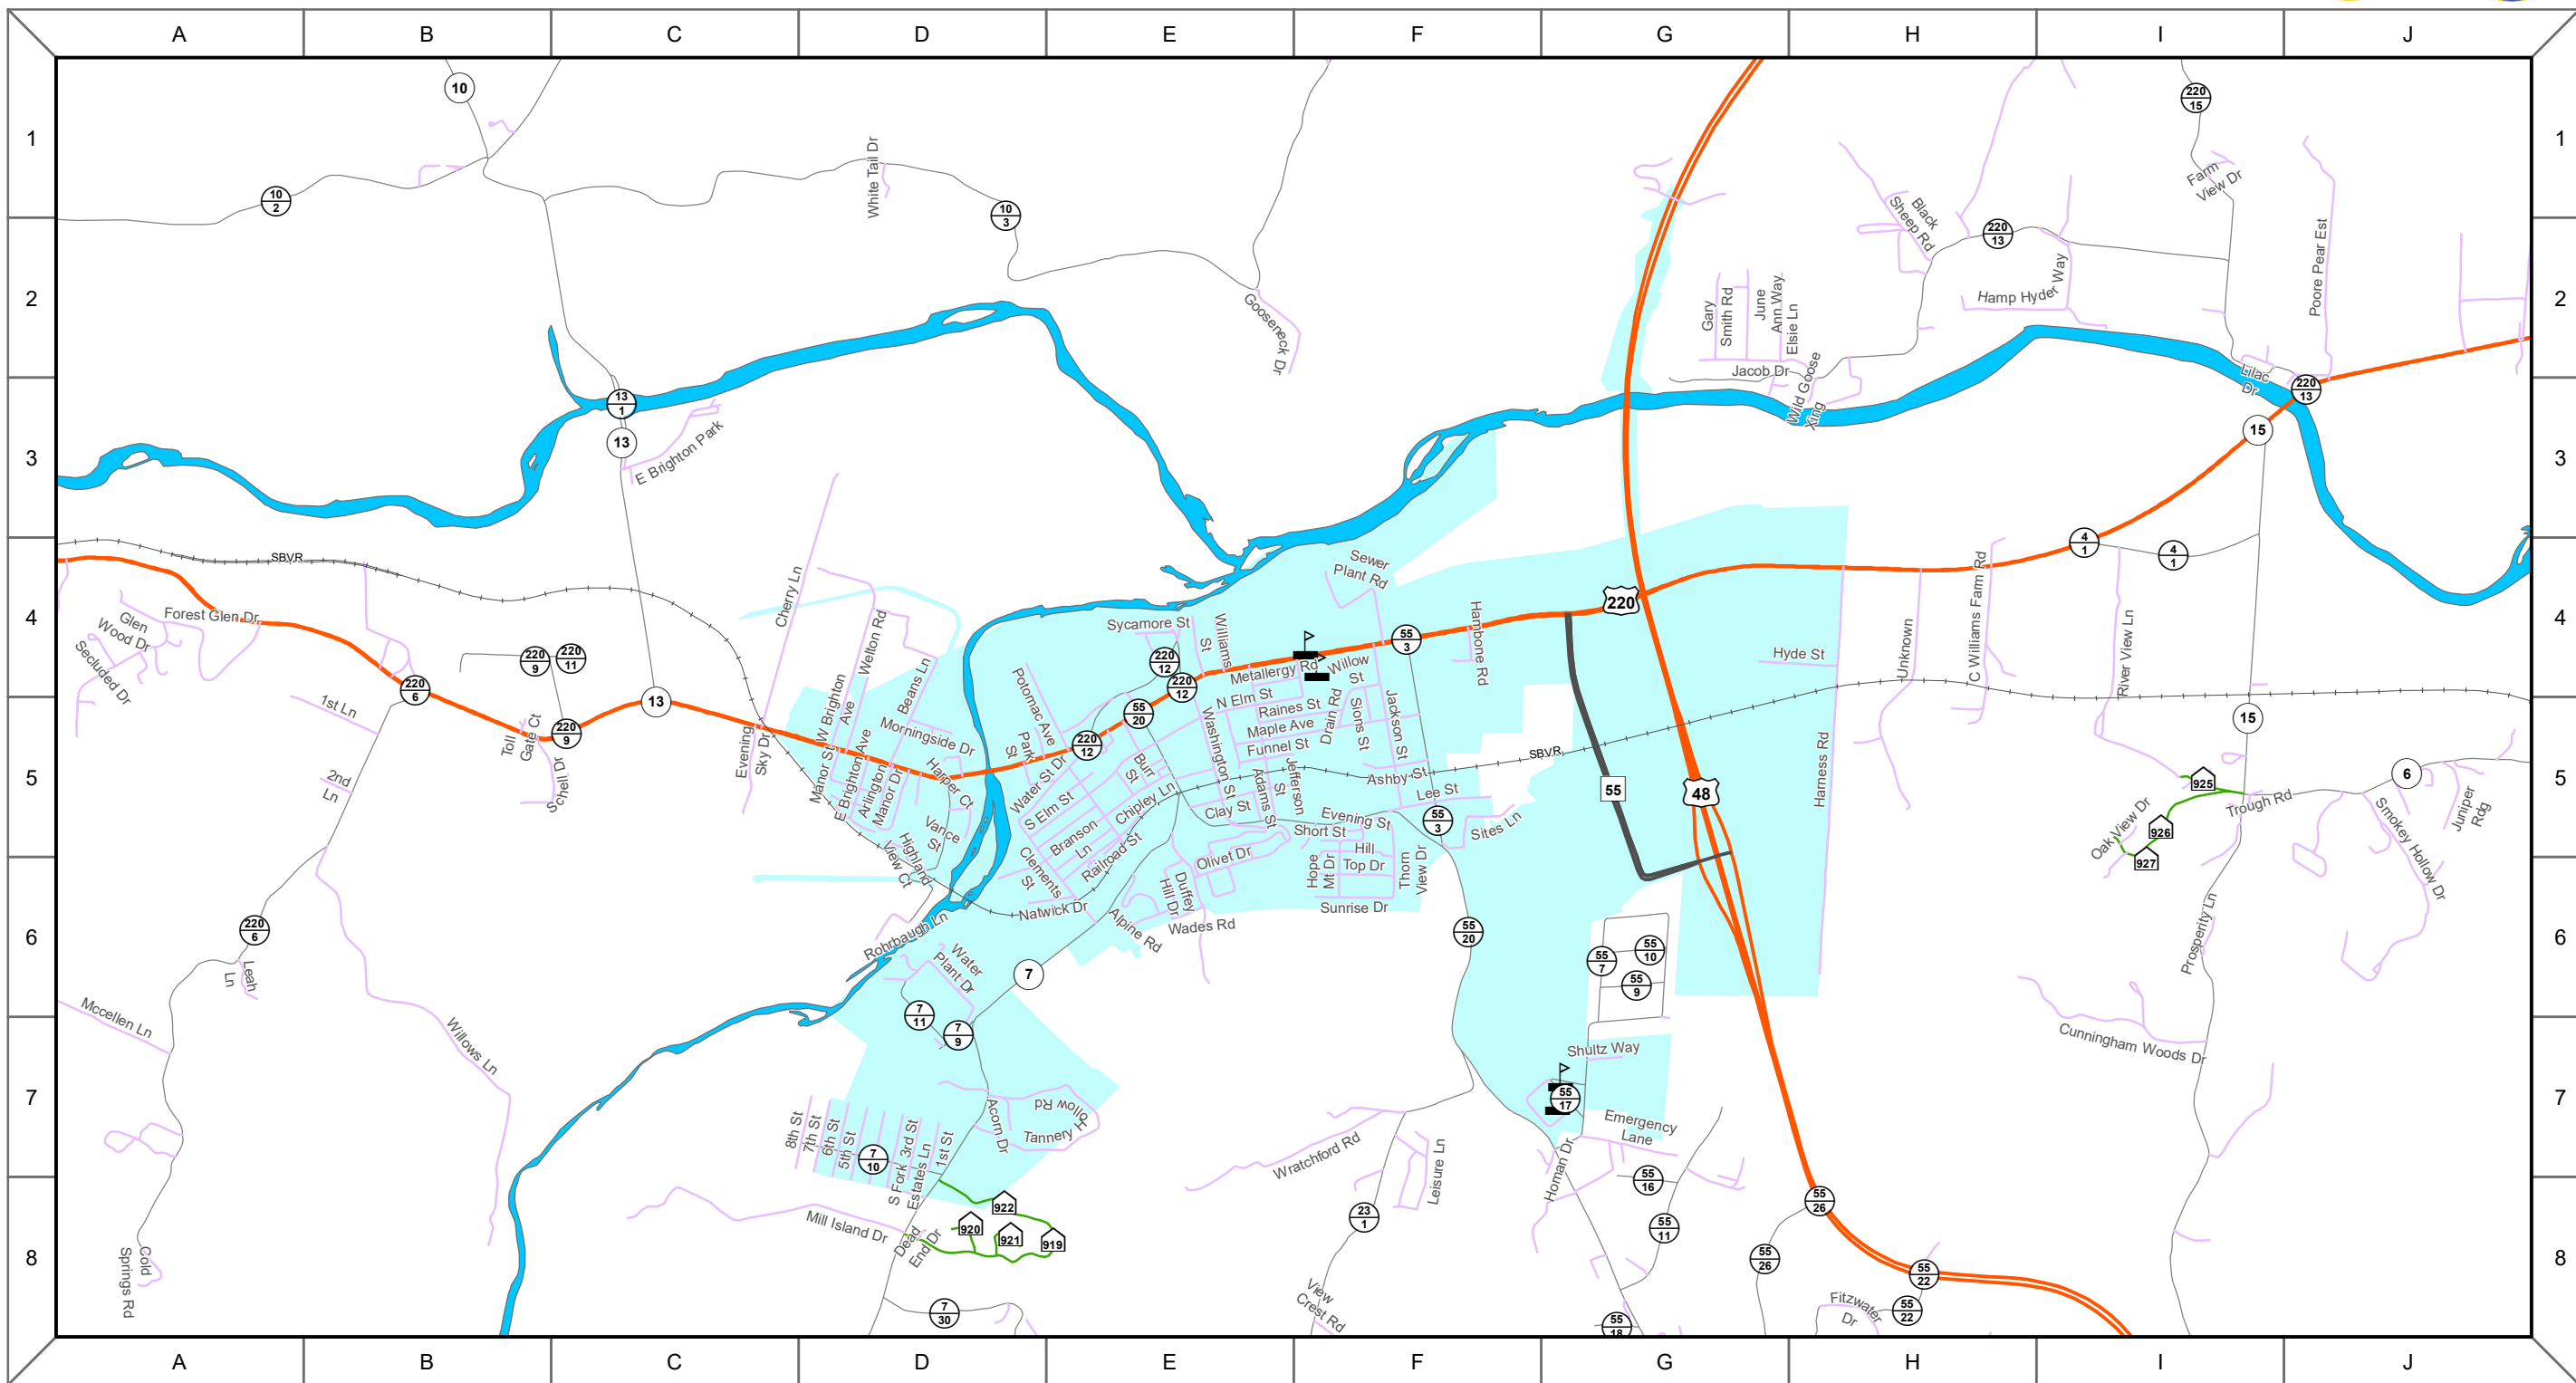 A B C D E F G H I J
1
10
220
15
1
White Tail Dr
Farm
View Dr
10
2
10
3
Black
Sheep Rd
220
13
2
Gooseneck Dr
Gary
Smith Rd
June
Ann Way
Elsie Ln
Hamp Hyder Way
Poore Pear Est
2
Jacob Dr
Wild Goose
Xing
Lilac
Dr
220
13
13
1
13
15
3
E Brighton Park
3
SBVR
Sewer
Plant Rd
4
1
4
1
4
Forest Glen Dr
Glen
Wood Dr
Secluded Dr
Cherry Ln
Welton Rd
Beans Ln
Sycamore St
Williams
St
Hambone Rd
220
55
3
Unknown
C Williams Farm Rd
River View Ln
4
220
9
220
11
220
12
220
12
Hyde St
Metallergy Rd
Willow
St
220
6
13
1st Ln
Toll
Gate Ct
220
9
W Brighton
Ave
Potomac Ave
55
20
N Elm St
Raines St
Maple Ave
Funnel St
Drain Rd
Sions St
Jackson St
15
5
2nd
Ln
Schell Dr
Evening
Sky Dr
Manor St
E Brighton Ave
Arlington
Manor Dr
Morningside Dr
Harper Ct
Park
St
220
12
Water St Dr
Burr
St
Washington St
Adams St
Jefferson
St
Ashby St
SBVR
Lee St
55
48
Harness Rd
925
6
5
S Elm St
Chipley Ln
Clay St
Evening St
Short St
55
3
Sites Ln
Trough Rd
Smokey Hollow Dr
Juniper
Rdg
Vance
St
Highland
View Ct
Branson
Ln
Railroad St
Clements
St
Olivet Dr
Hill
Top Dr
Hope
Mt Dr
Thorn
View Dr
Oak View Dr
926
927
Natwick Dr
Duffey
Hill Dr
Sunrise Dr
Alpine Rd
Wades Rd
6
220
6
Rohrbaugh Ln
Water
Plant Dr
55
20
55
7
55
10
55
9
Prosperity Ln
6
Leah
Ln
7
Mccellen Ln
Willows Ln
7
11
7
9
Shultz Way
Cunningham Woods Dr
7
Acorn Dr
Tannery Hollow Rd
55
17
Emergency
Lane
7
8th St
7th St
6th St
5th St
7
10
3rd St
S Fork
Estates Ln
1st St
Wratchford Rd
Leisure Ln
Homan Dr
55
16
8
Cold
Springs Rd
Mill Island Dr
Dead
End Dr
922
920
921
919
23
1
55
11
55
26
55
26
55
22
8
7
30
View
Crest Rd
55
18
Fitzwater
Dr
55
22
A B C D E F G H I J